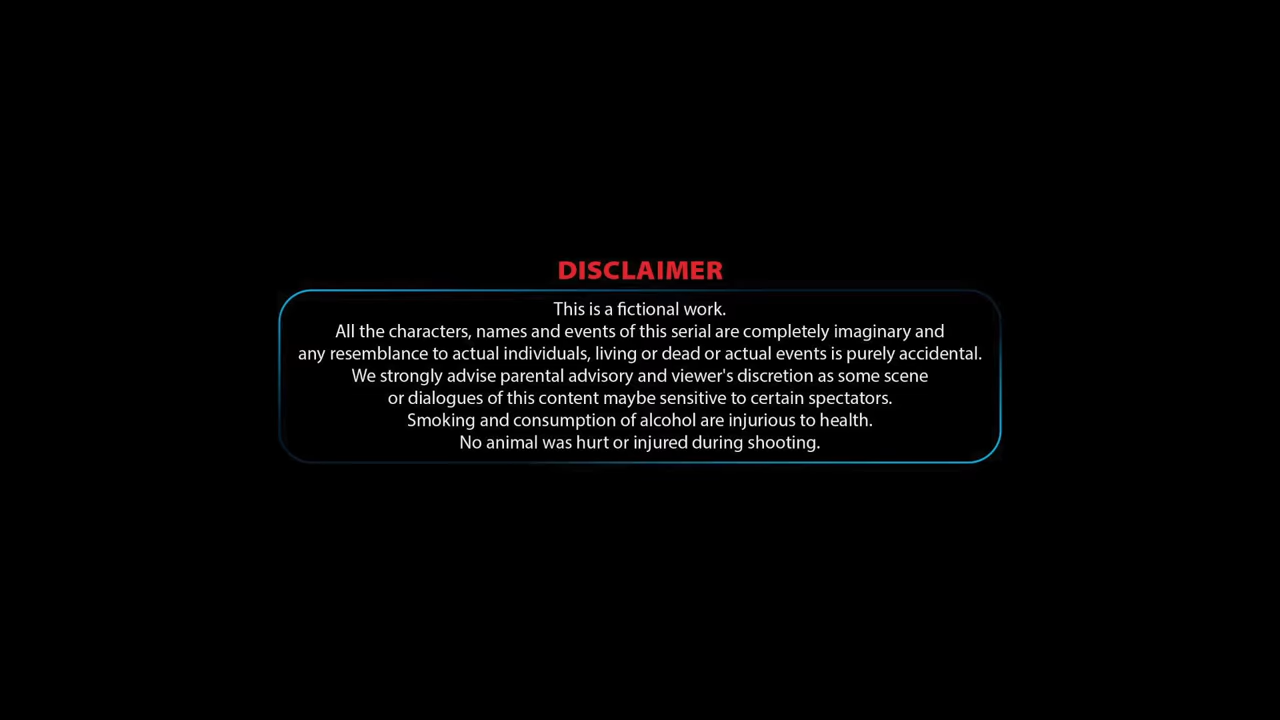 DISCLAIMER
This is a fictional work.
All the characters, names and events of this serial are completely imaginary and
any resemblance to actual individuals, living or dead or actual events is purely accidental.
We strongly advise parental advisory and viewer's discretion as some scene
or dialogues of this content maybe sensitive to certain spectators.
Smoking and consumption of alcohol are injurious to health.
No animal was hurt or injured during shooting.